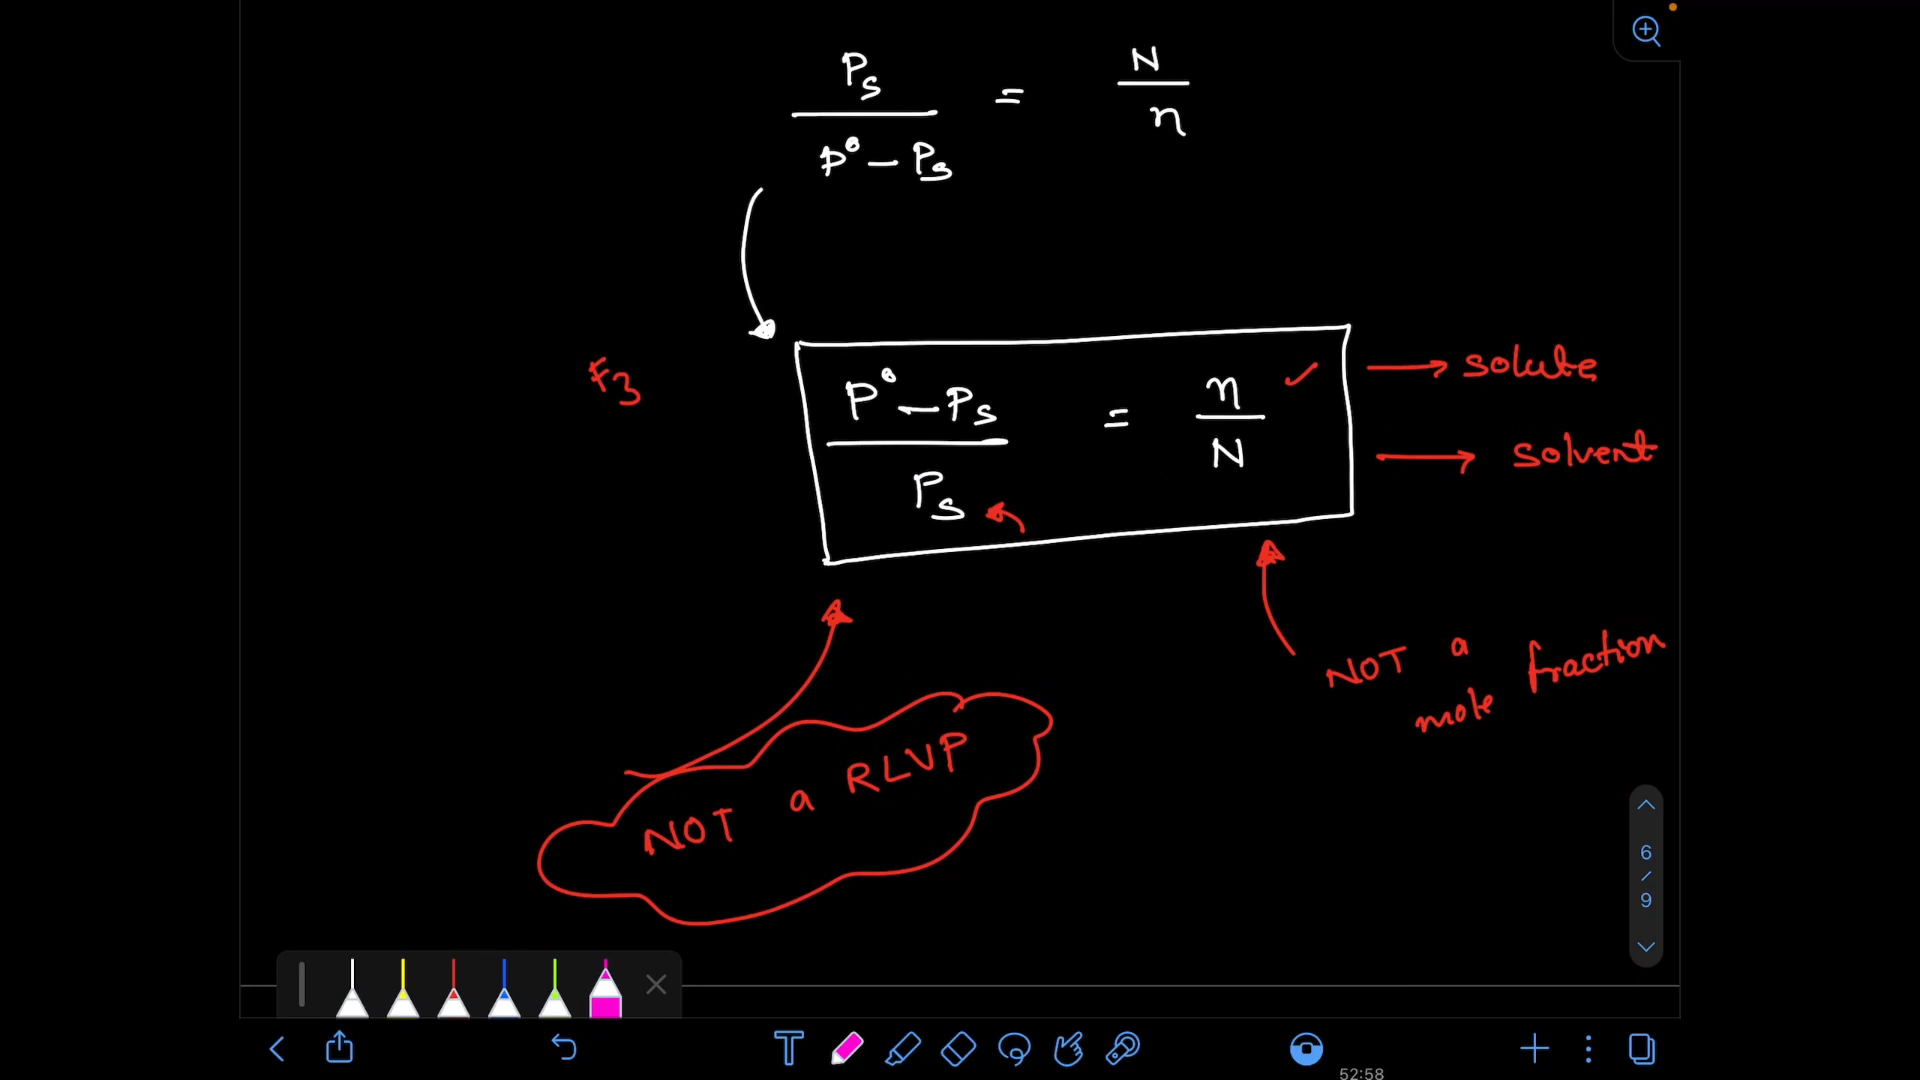 Ps / P° – Ps = N / n
F3
P° – Ps / Ps = n / N ✓
→ solute
→ solvent
NOT a mole fraction
NOT a RLVP
6
/
9
T
52:58